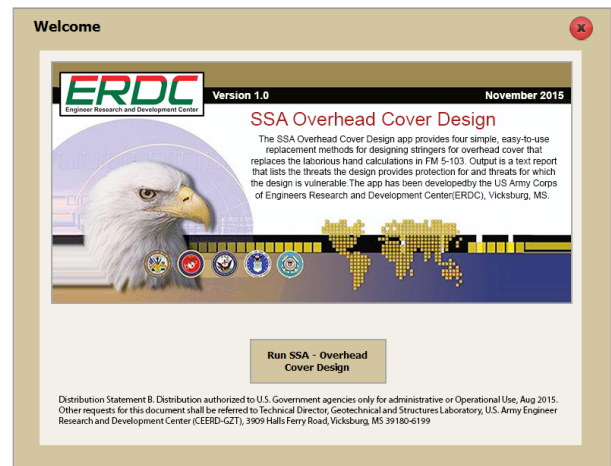 Welcome
X
ERDC
Engineer Research and Development Center
Version 1.0
November 2015
SSA Overhead Cover Design
The SSA Overhead Cover Design app provides four simple, easy-to-use
replacement methods for designing stringers for overhead cover that
replaces the laborious hand calculations in FM 5-103. Output is a text report
that lists the threats the design provides protection for and threats for which
the design is vulnerable.The app has been developedby the US Army Corps
of Engineers Research and Development Center(ERDC), Vicksburg, MS.
Run SSA - Overhead
Cover Design
Distribution Statement B. Distribution authorized to U.S. Government agencies only for administrative or Operational Use, Aug 2015.
Other requests for this document shall be referred to Technical Director, Geotechnical and Structures Laboratory, U.S. Army Engineer
Research and Development Center (CEERD-GZT), 3909 Halls Ferry Road, Vicksburg, MS 39180-6199